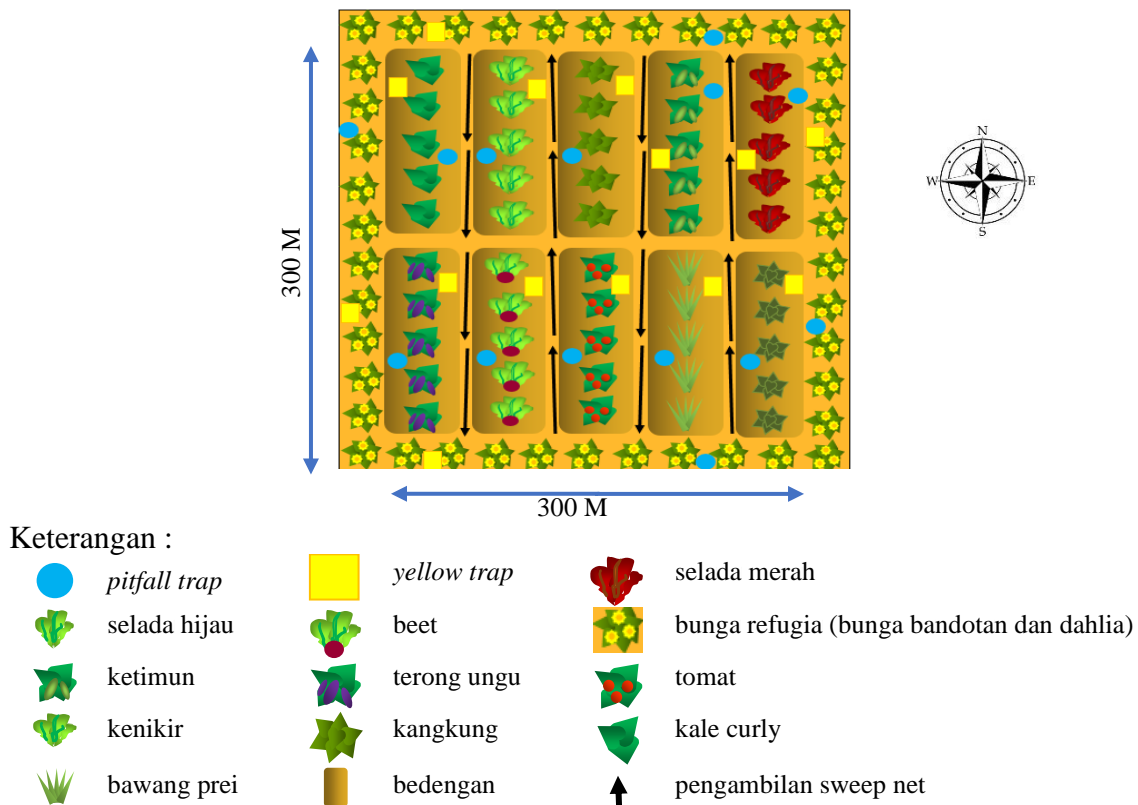 N
W E
S
300 M
300 M
Keterangan :
pitfall trap yellow trap selada merah
selada hijau beet bunga refugia (bunga bandotan dan dahlia)
ketimun terong ungu tomat
kenikir kangkung kale curly
bawang prei bedengan pengambilan sweep net